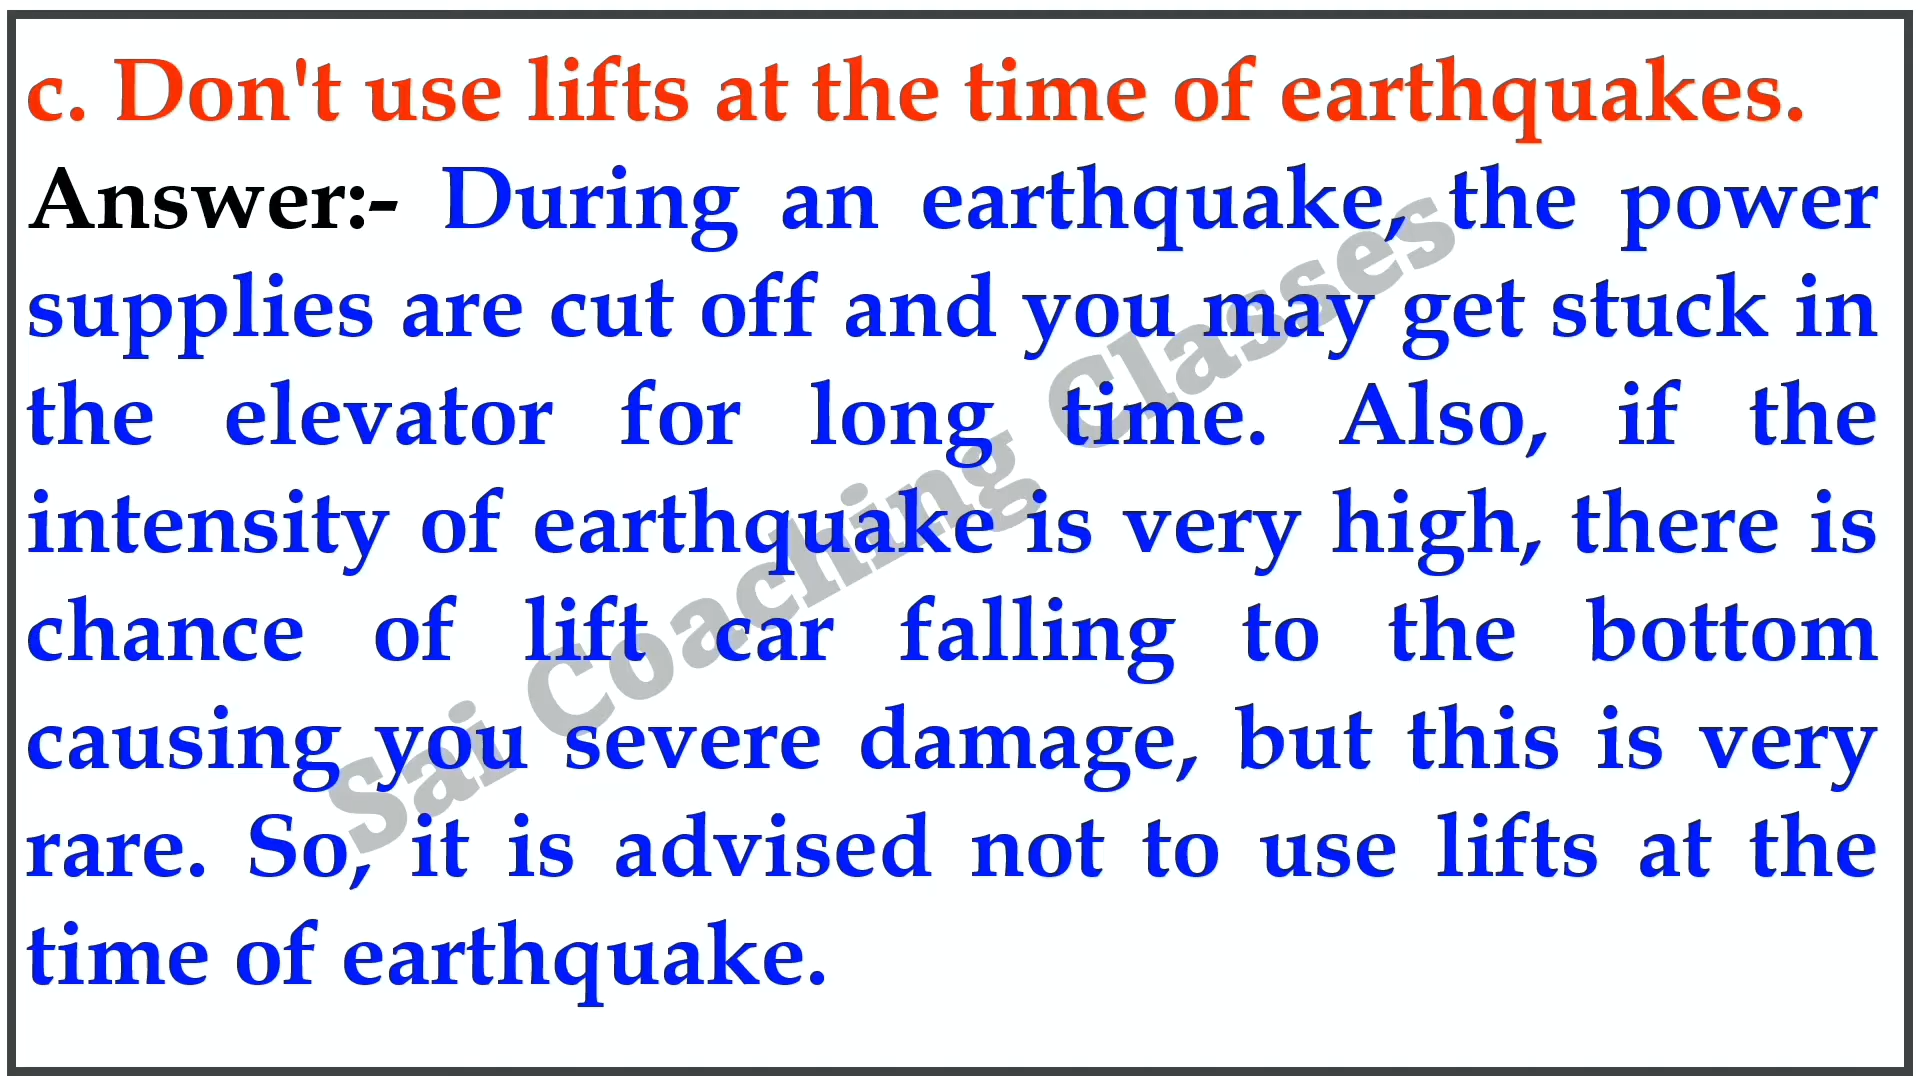 c. Don't use lifts at the time of earthquakes.
Answer:- During an earthquake, the power
supplies are cut off and you may get stuck in
the elevator for long time. Also, if the
intensity of earthquake is very high, there is
chance of lift car falling to the bottom
causing you severe damage, but this is very
rare. So, it is advised not to use lifts at the
time of earthquake.
Sai Coaching Classes